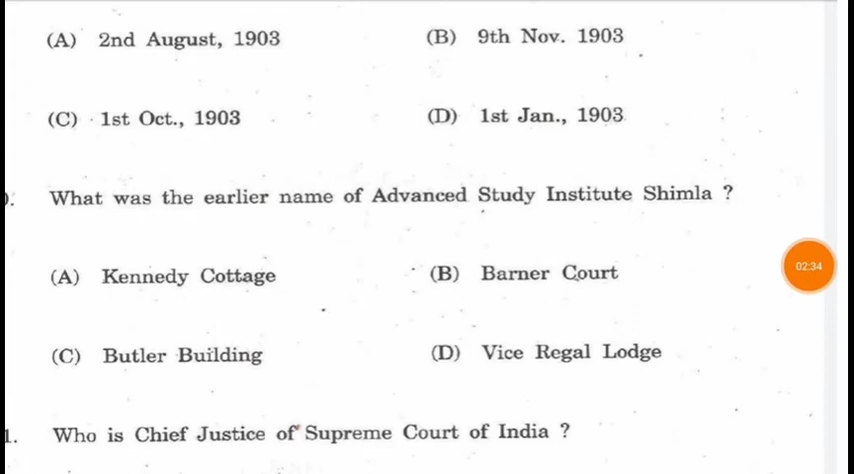 (A) 2nd August, 1903 (B) 9th Nov. 1903
(C) 1st Oct., 1903 (D) 1st Jan., 1903
What was the earlier name of Advanced Study Institute Shimla ?
(A) Kennedy Cottage (B) Barner Court
02:34
(C) Butler Building (D) Vice Regal Lodge
1. Who is Chief Justice of Supreme Court of India ?